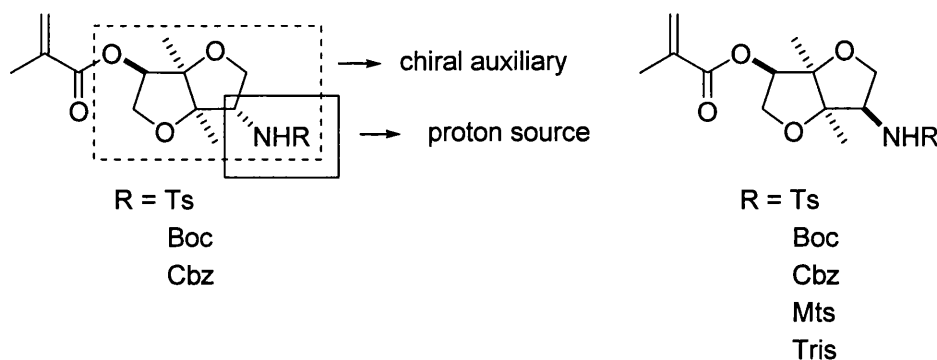 O
O
O
O
NHR
chiral auxiliary
proton source
R = Ts
Boc
Cbz
O
O
O
O
NHR
R = Ts
Boc
Cbz
Mts
Tris